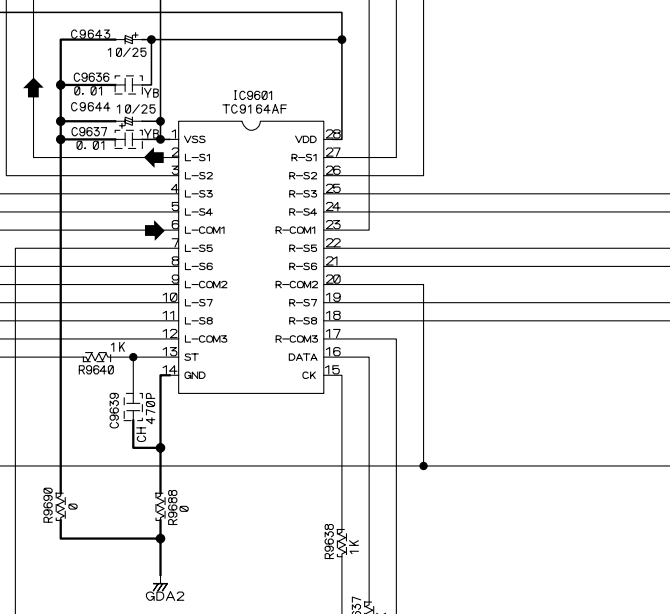 C9643
10/25
C9636
0.01
YB
C9644 10/25
C9637
YB
0.01
IC9601
TC9164AF
1 VSS VDD 28
2 L-S1 R-S1 27
3 L-S2 R-S2 26
4 L-S3 R-S3 25
5 L-S4 R-S4 24
6 L-COM1 R-COM1 23
7 L-S5 R-S5 22
8 L-S6 R-S6 21
9 L-COM2 R-COM2 20
10 L-S7 R-S7 19
11 L-S8 R-S8 18
12 L-COM3 R-COM3 17
13 ST DATA 16
14 GND CK 15
1K
R9640
C9639
470P
CH
R9690
0
R9688
0
R9638
1K
GDA2